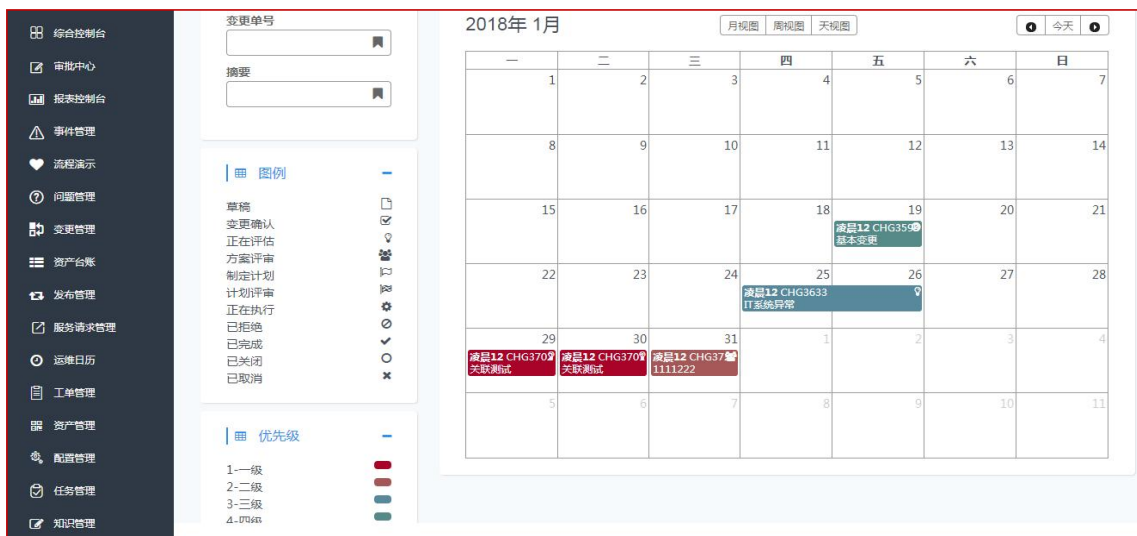 综合控制台
审批中心
报表控制台
事件管理
流程演示
问题管理
变更管理
资产台账
发布管理
服务请求管理
运维日历
工单管理
资产管理
配置管理
任务管理
知识管理
变更单号
摘要
图例
草稿
变更确认
正在评估
方案评审
制定计划
计划评审
正在执行
已拒绝
已完成
已关闭
已取消
优先级
1-一级
2-二级
3-三级
4-四级
2018年 1月
月视图 周视图 天视图
今天
一 二 三 四 五 六 日
1 2 3 4 5 6 7
8 9 10 11 12 13 14
15 16 17 18 19 20 21
凌晨12 CHG359
基本变更
22 23 24 25 26 27 28
凌晨12 CHG3633
IT系统异常
29 30 31 1 2 3 4
凌晨12 CHG370 凌晨12 CHG370 凌晨12 CHG37
关联测试 关联测试 1111222
5 6 7 8 9 10 11